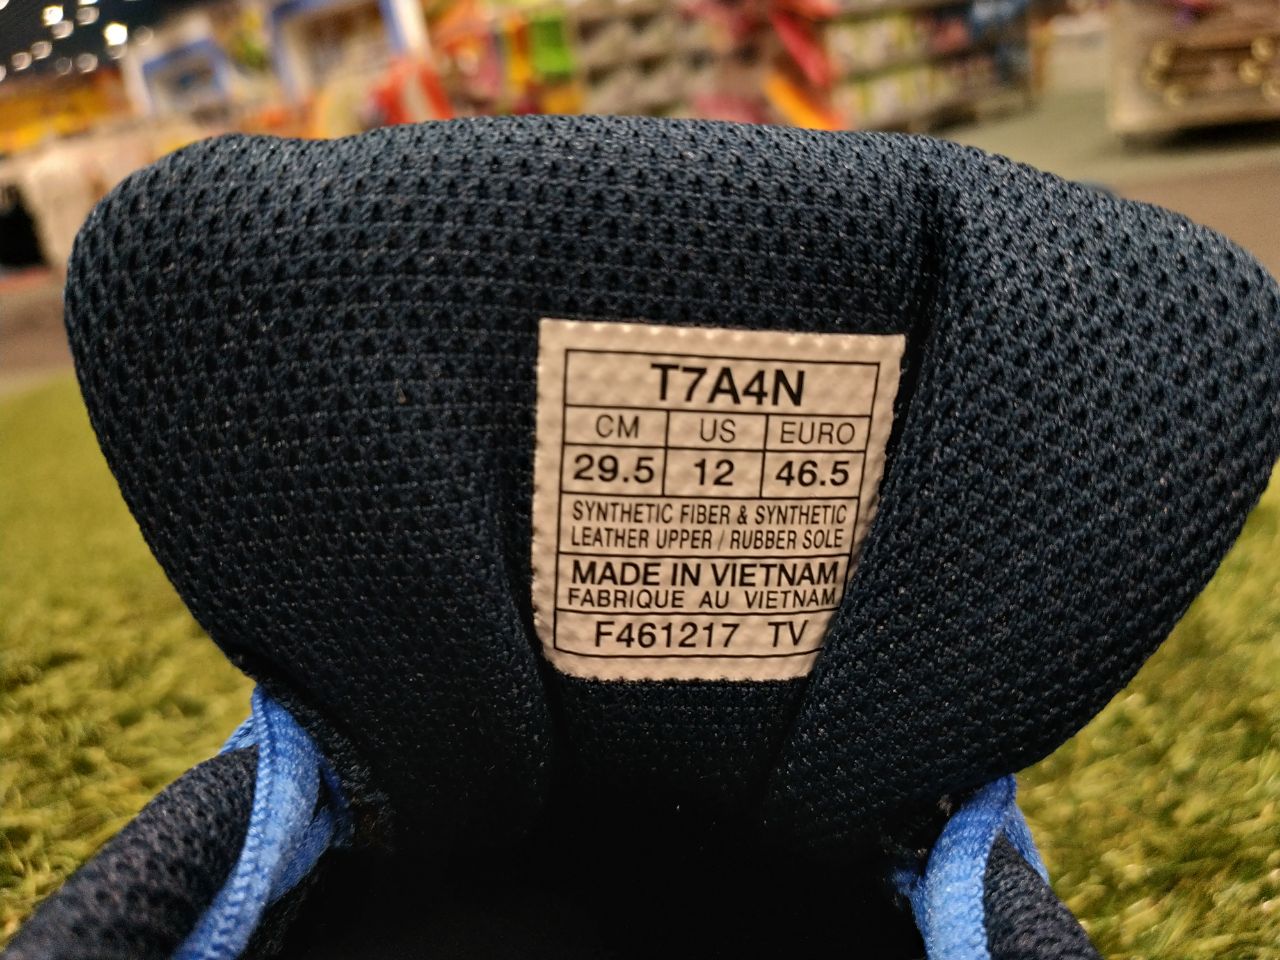 T7A4N
CM US EURO
29.5 12 46.5
SYNTHETIC FIBER & SYNTHETIC
LEATHER UPPER / RUBBER SOLE
MADE IN VIETNAM
FABRIQUE AU VIETNAM
F461217 TV